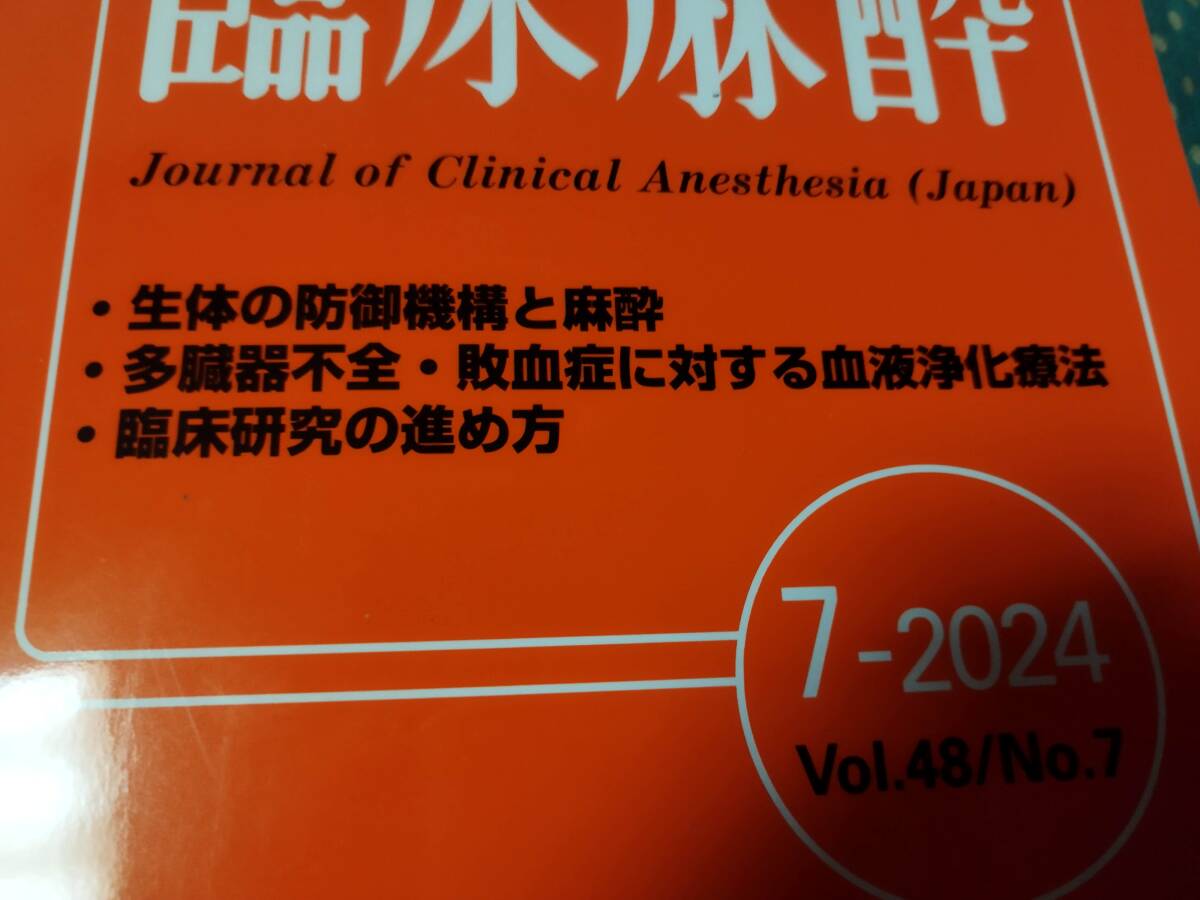 臨床麻酔
Journal of Clinical Anesthesia (Japan)
・生体の防御機構と麻酔
・多臓器不全・敗血症に対する血液浄化療法
・臨床研究の進め方
7-2024
Vol.48/No.7